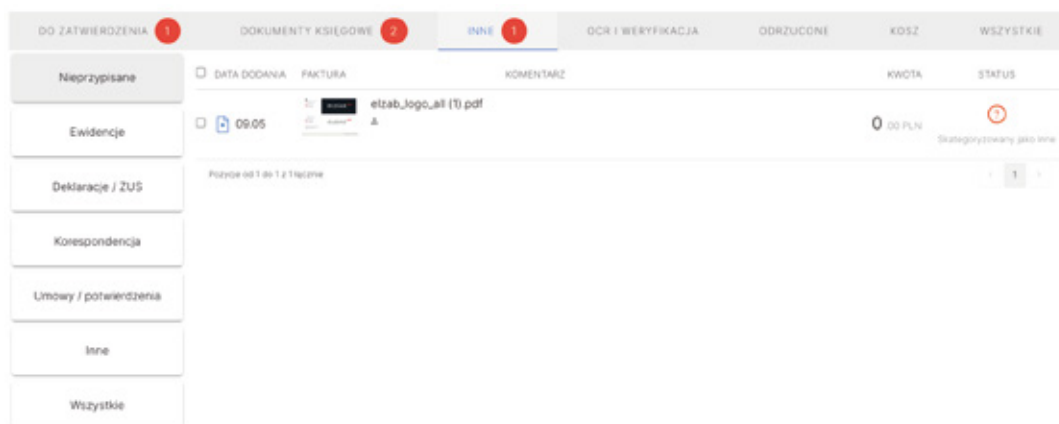 DO ZATWIERDZENIA 1 DOKUMENTY KSIĘGOWE 2 INNE 1 OCR I WERYFIKACJA ODRZUCONE KOSZ WSZYSTKIE
Nieprzypisane
DATA DODANIA FAKTURA KOMENTARZ KWOTA STATUS
09.05 elzab_logo_all (1).pdf 0 .00 PLN ?
Skategoryzowany jako inne
Ewidencje
Pozycje od 1 do 1 z 1 łącznie 1
Deklaracje / ZUS
Korespondencja
Umowy / potwierdzenia
Inne
Wszystkie